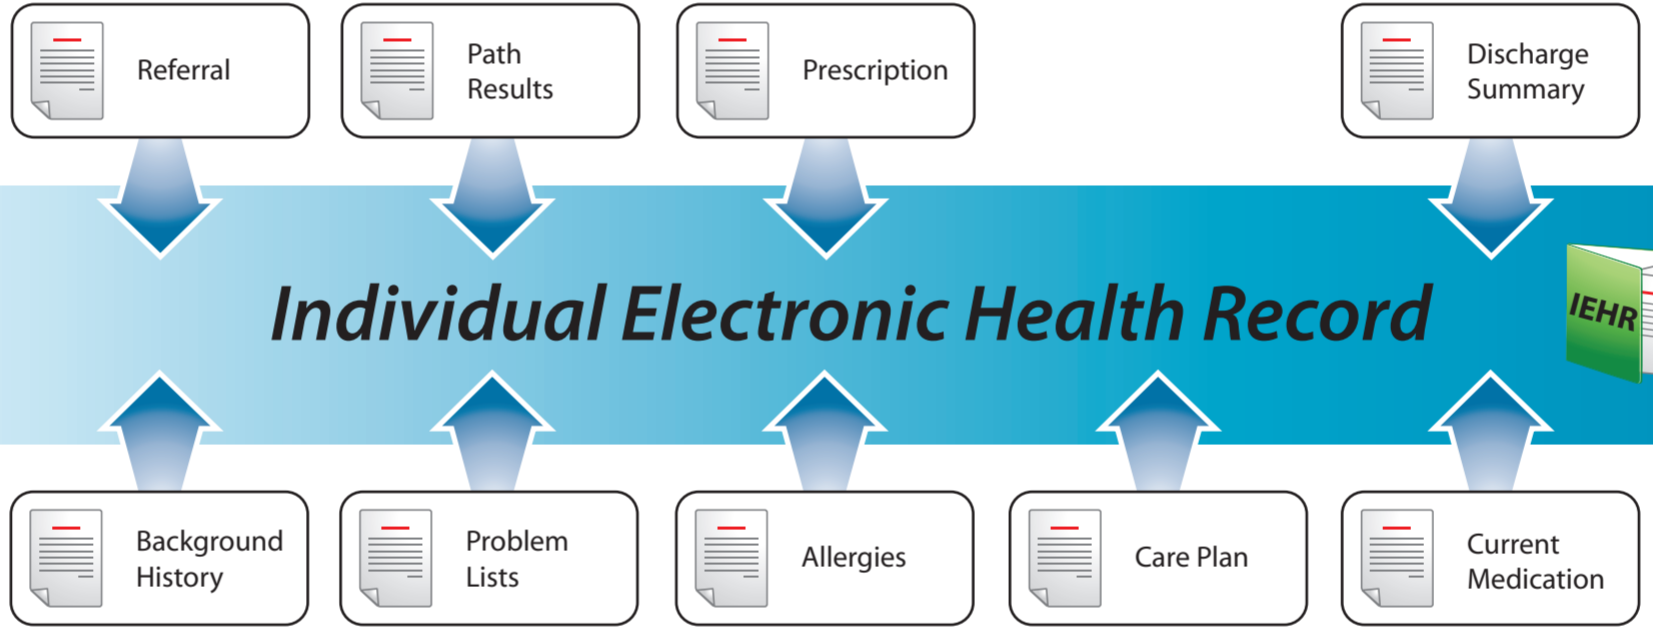 Referral
Path
Results
Prescription
Discharge
Summary
Individual Electronic Health Record
IEHR
Background
History
Problem
Lists
Allergies
Care Plan
Current
Medication